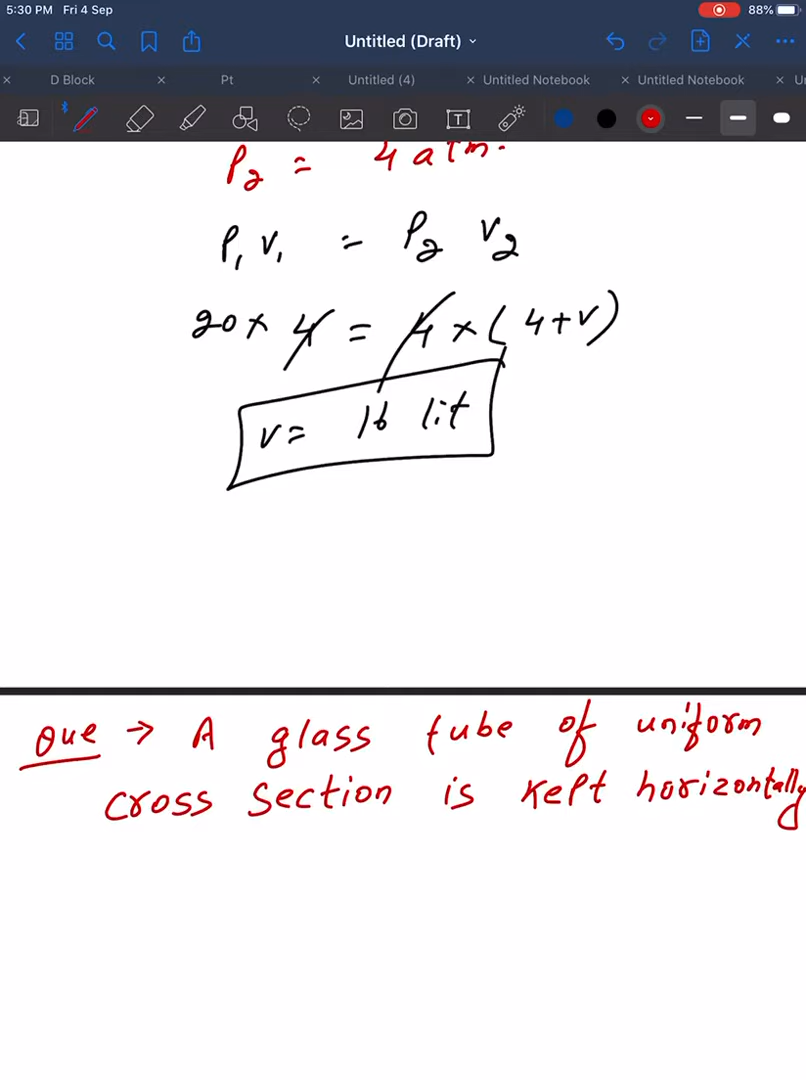 5:30 PM Fri 4 Sep 88%
Untitled (Draft)
D Block Pt Untitled (4) Untitled Notebook Untitled Notebook
P₂ = 4 atm.
P₁ V₁ = P₂ V₂
20 × 4 = 4 × (4+V)
V = 16 lit
Que → A glass tube of uniform
cross section is kept horizontally